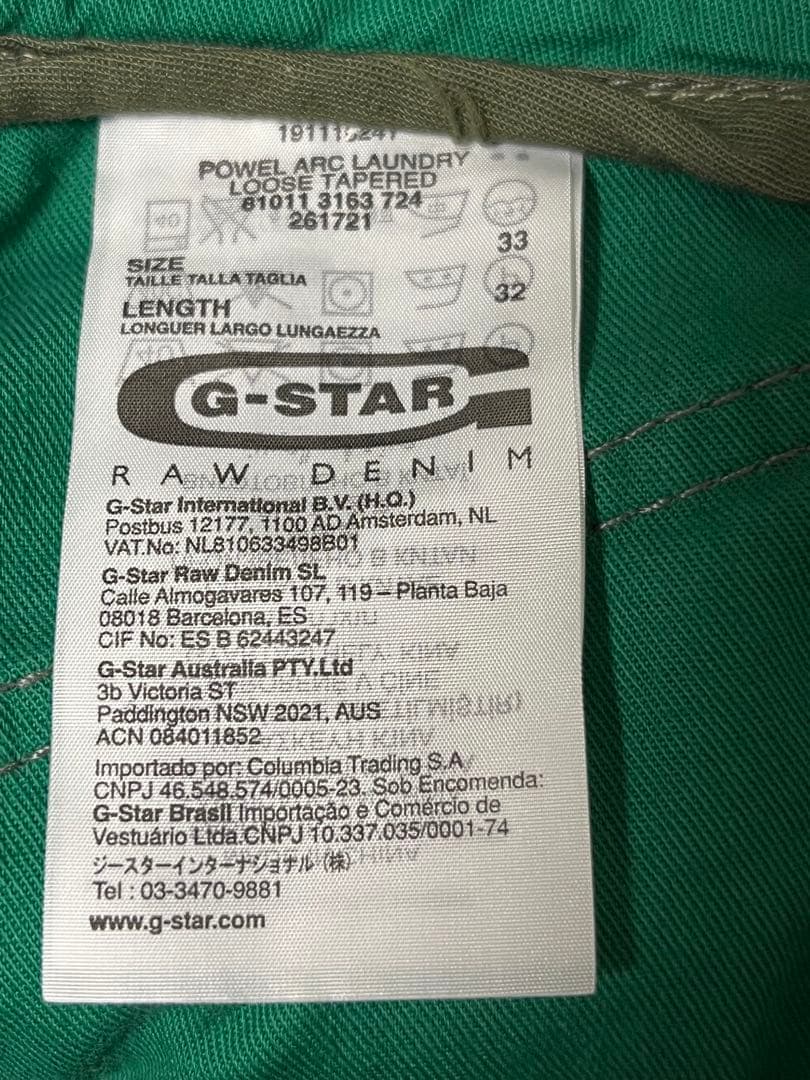 POWEL ARC LAUNDRY
LOOSE TAPERED
81011 3163 724
261721
33
SIZE
TAILLE TALLA TAGLIA
32
LENGTH
LONGUER LARGO LUNGAEZZA
G-STAR
RAW DENIM
G-Star International B.V. (H.Q.)
Postbus 12177, 1100 AD Amsterdam, NL
VAT.No: NL810633498B01
G-Star Raw Denim SL
Calle Almogavares 107, 119 – Planta Baja
08018 Barcelona, ES
CIF No: ES B 62443247
G-Star Australia PTY.Ltd
3b Victoria ST
Paddington NSW 2021, AUS
ACN 084011852
Importado por: Columbia Trading S.A
CNPJ 46.548.574/0005-23. Sob Encomenda:
G-Star Brasil Importação e Comércio de
Vestuário Ltda.CNPJ 10.337.035/0001-74
ジースターインターナショナル (株)
Tel : 03-3470-9881
www.g-star.com